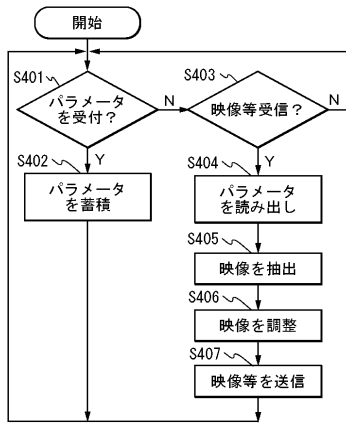 開始
S401
パラメータ
を受付?
N
Y
S402
パラメータ
を蓄積
S403
映像等受信?
N
Y
S404
パラメータ
を読み出し
S405
映像を抽出
S406
映像を調整
S407
映像等を送信